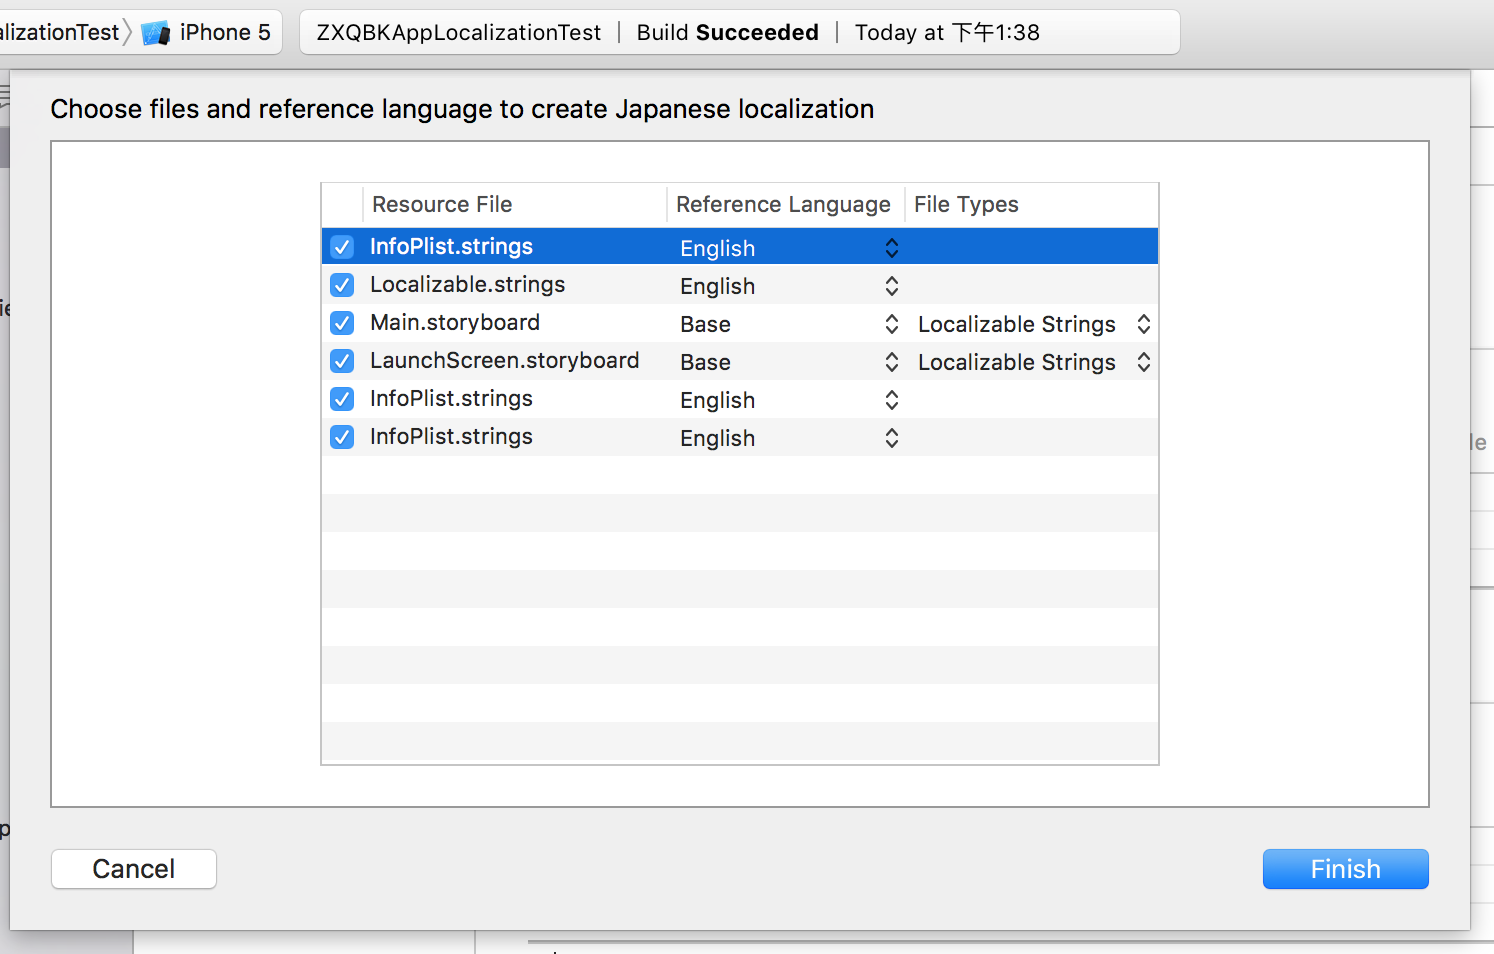 alizationTest
iPhone 5
ZXQBKAppLocalizationTest | Build Succeeded | Today at 下午1:38
Choose files and reference language to create Japanese localization
Resource File Reference Language File Types
InfoPlist.strings English
Localizable.strings English
Main.storyboard Base Localizable Strings
LaunchScreen.storyboard Base Localizable Strings
InfoPlist.strings English
InfoPlist.strings English
Cancel
Finish